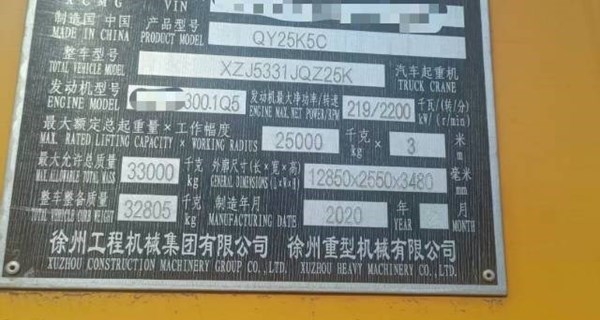 XCMG VIN
制造国 中国 产品型号
MADE IN CHINA PRODUCT MODEL QY25K5C
整车型号
TOTAL VEHICLE MODEL XZJ5331JQZ25K 汽车起重机
TRUCK CRANE
发动机型号 300.1Q5 发动机最大净功率/转速 219/2200 千瓦/(转/分)
ENGINE MODEL ENGINE MAX. NET POWER/RPM kW/(r/min)
最大额定总起重量×工作幅度 25000 千克 × 3 米
MAX. RATED LIFTING CAPACITY × WORKING RADIUS kg m
最大允许总质量 33000 千克 外廓尺寸(长×宽×高) 12850x2550x3480 毫米
MAX. ALLOWABLE TOTAL MASS kg GENERAL DIMENSIONS (l×w×h) mm
整车整备质量 32805 千克 制造年月 2020 年 月
TOTAL VEHICLE CURB WEIGHT kg MANUFACTURING DATE YEAR MONTH
徐州工程机械集团有限公司 徐州重型机械有限公司
XUZHOU CONSTRUCTION MACHINERY GROUP CO., LTD. XUZHOU HEAVY MACHINERY CO., LTD.